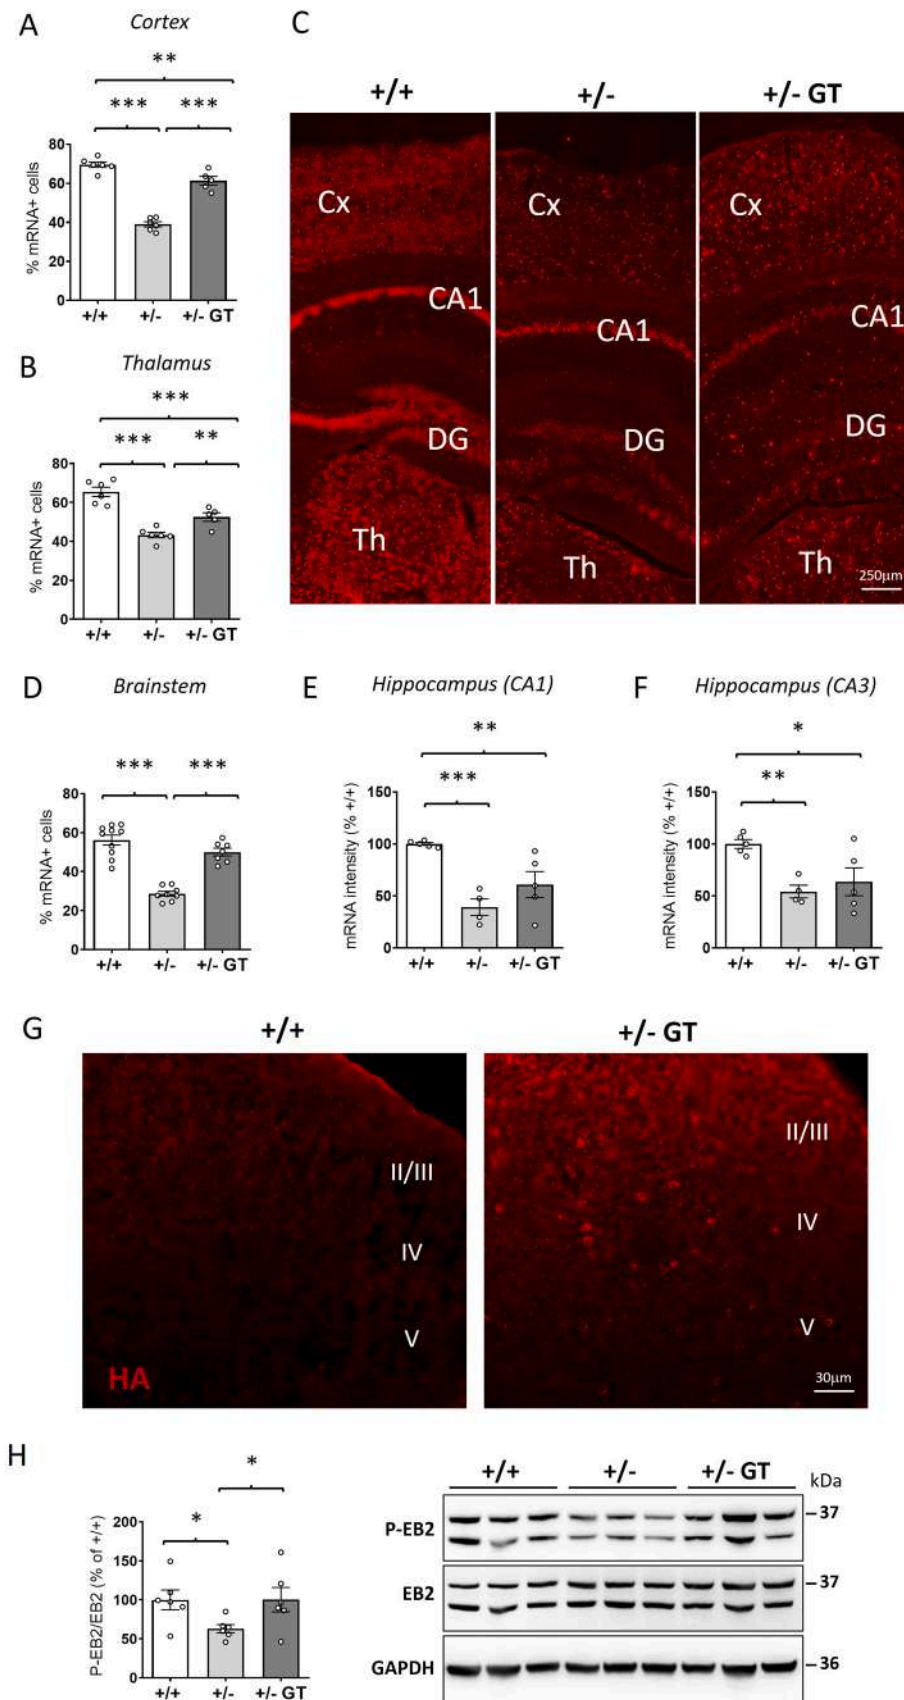 A
Cortex
**
***
***
% mRNA+ cells
80
60
40
20
0
+/+
+/-
+/- GT
B
Thalamus
***
***
**
% mRNA+ cells
80
60
40
20
0
+/+
+/-
+/- GT
C
+/+
+/-
+/- GT
Cx
Cx
Cx
CA1
CA1
CA1
DG
DG
DG
Th
Th
Th
250μm
D
Brainstem
***
***
% mRNA+ cells
80
60
40
20
0
+/+
+/-
+/- GT
E
Hippocampus (CA1)
**
***
mRNA intensity (% +/+)
150
100
50
0
+/+
+/-
+/- GT
F
Hippocampus (CA3)
*
**
mRNA intensity (% +/+)
150
100
50
0
+/+
+/-
+/- GT
G
+/+
+/- GT
II/III
IV
V
HA
II/III
IV
V
30μm
H
*
*
P-EB2/EB2 (% of +/+)
200
150
100
50
0
+/+
+/-
+/- GT
+/+
+/-
+/- GT
kDa
P-EB2
37
EB2
37
GAPDH
36